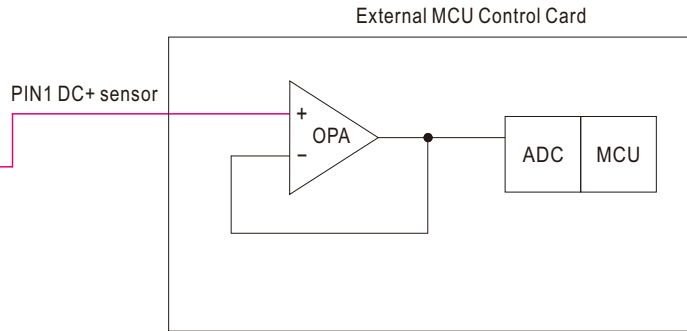 External MCU Control Card
PIN1 DC+ sensor
+
OPA
−
ADC
MCU